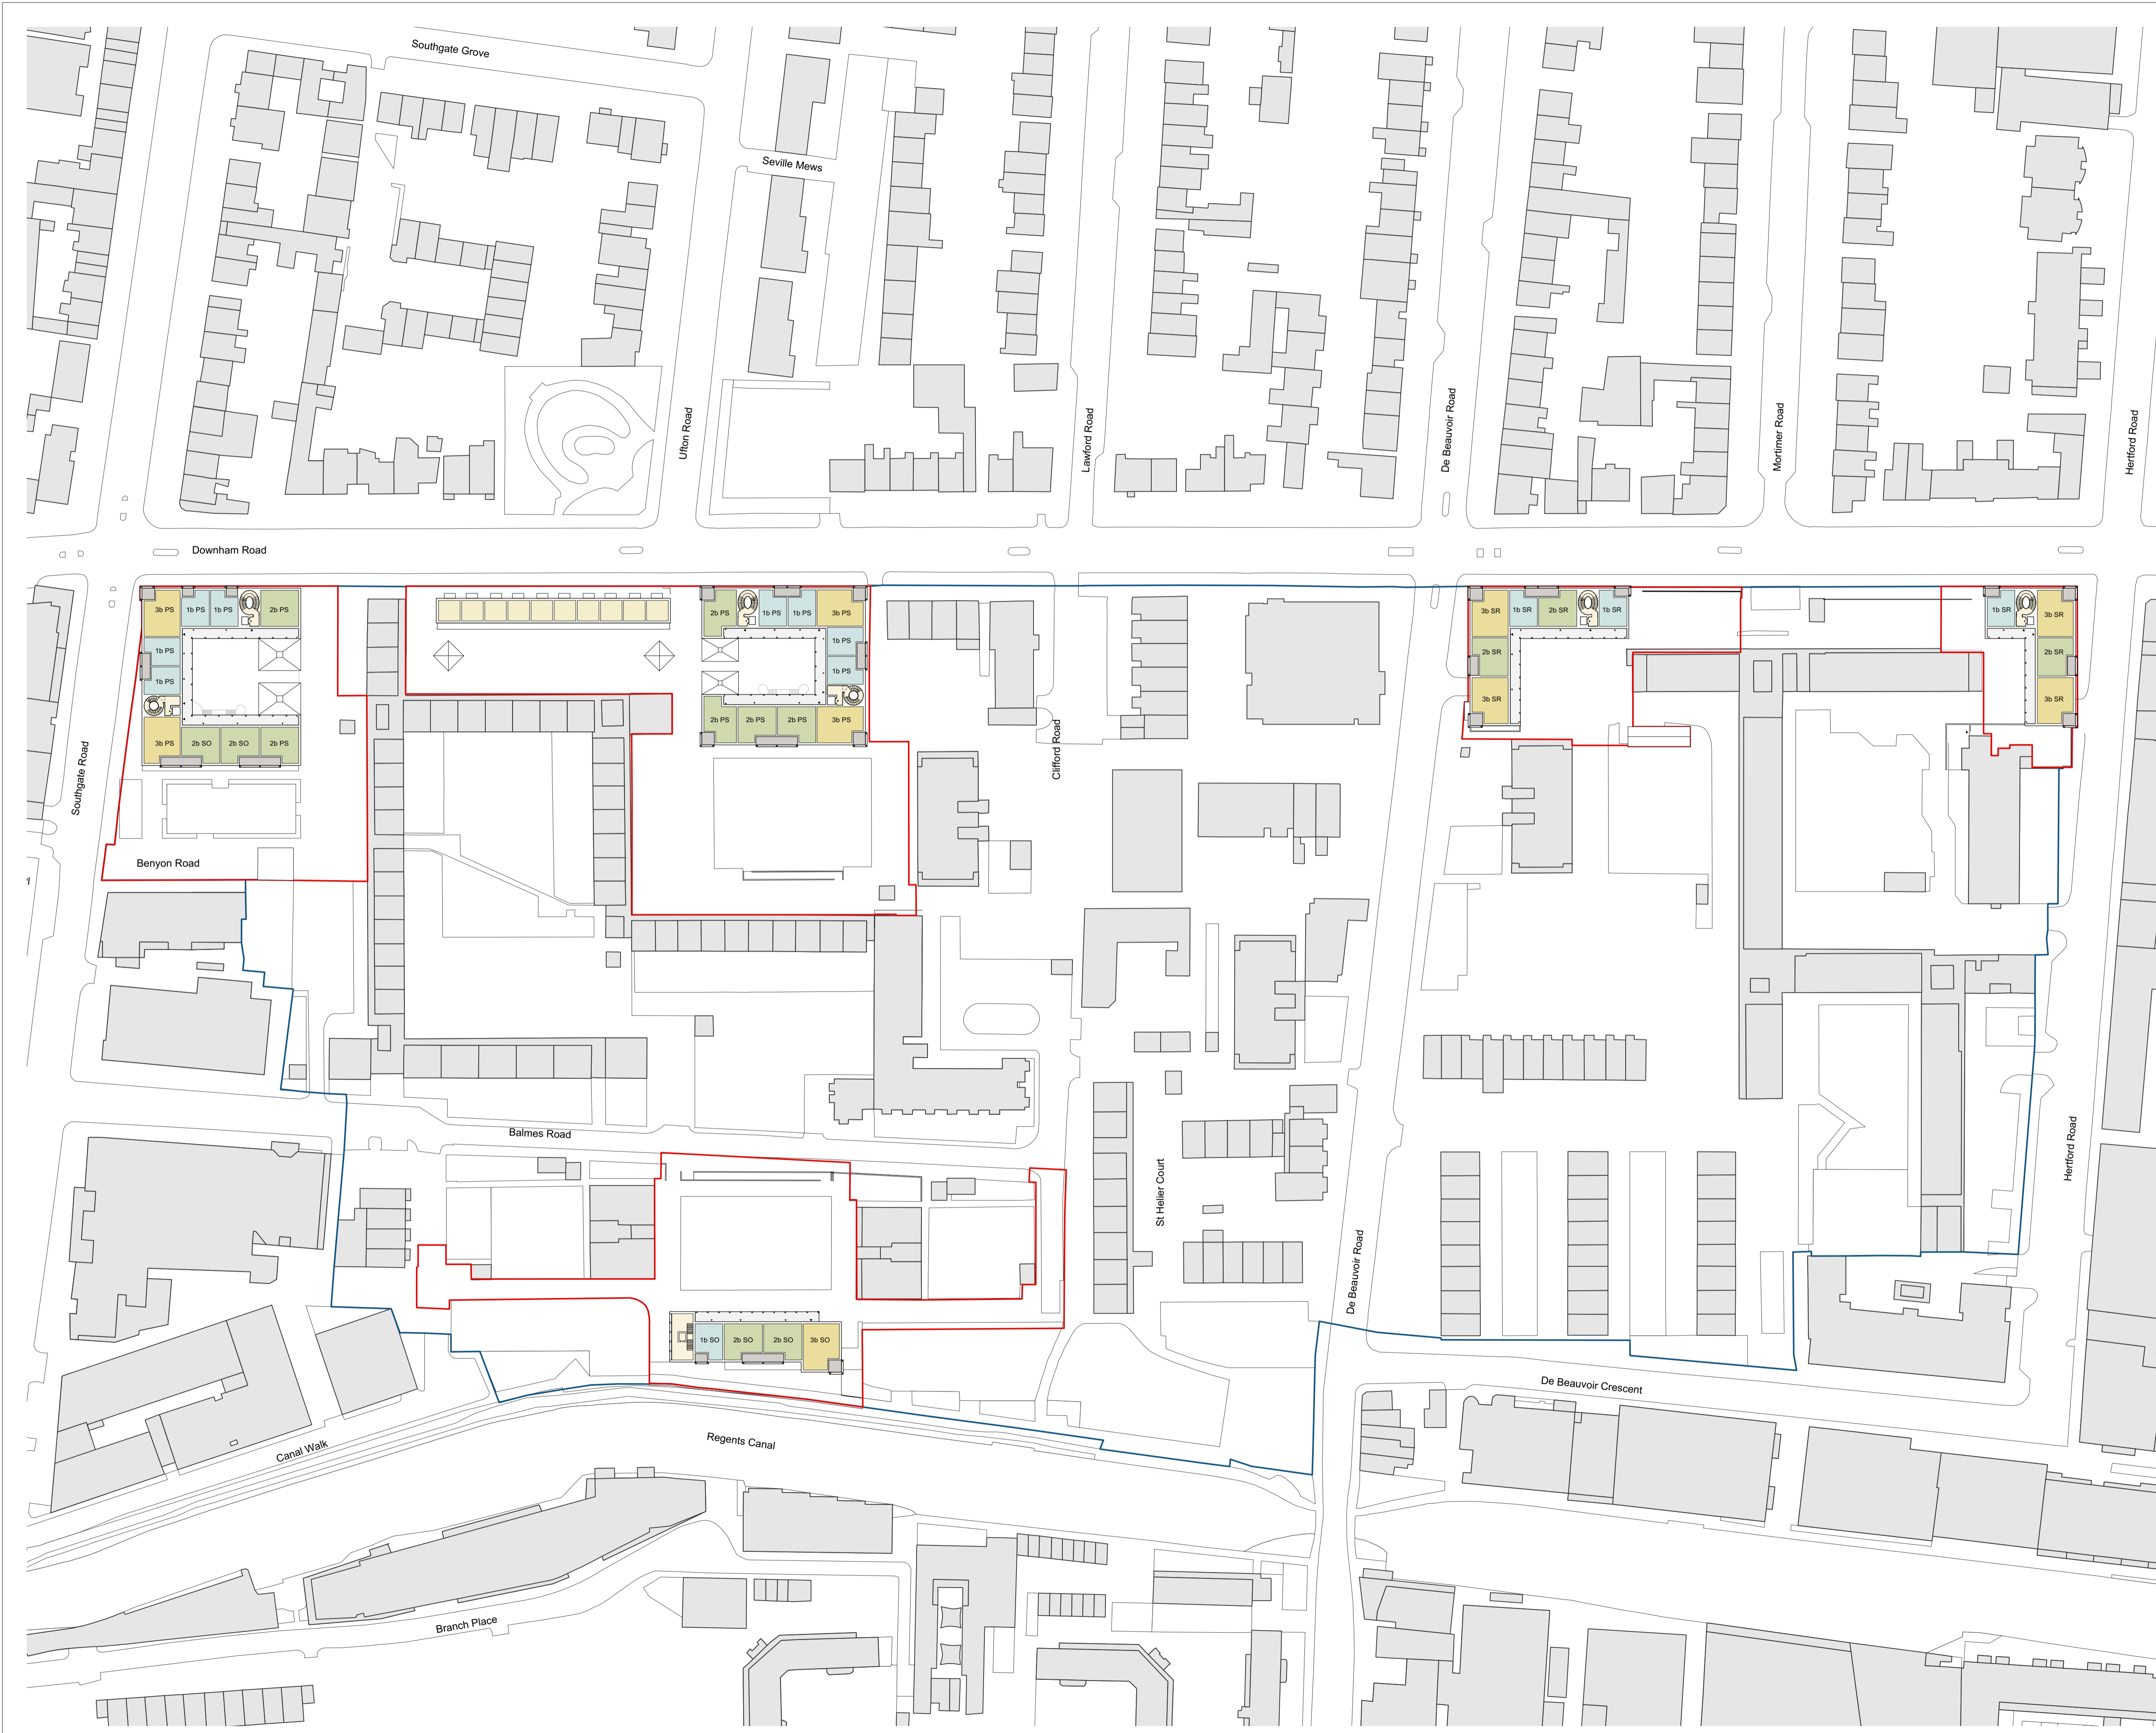 Southgate Grove
Seville Mews
Ufton Road
Lawford Road
De Beauvoir Road
Mortimer Road
Hertford Road
Downham Road
3b PS
1b PS
1b PS
2b PS
1b PS
1b PS
3b PS
2b SO
2b SO
2b PS
2b PS
1b PS
1b PS
3b PS
1b PS
1b PS
2b PS
2b PS
2b PS
3b PS
3b SR
1b SR
2b SR
1b SR
2b SR
3b SR
1b SR
3b SR
2b SR
3b SR
Southgate Road
Clifford Road
Benyon Road
Balmes Road
St Helier Court
De Beauvoir Road
Hertford Road
1b SO
2b SO
2b SO
3b SO
De Beauvoir Crescent
Canal Walk
Regents Canal
Branch Place